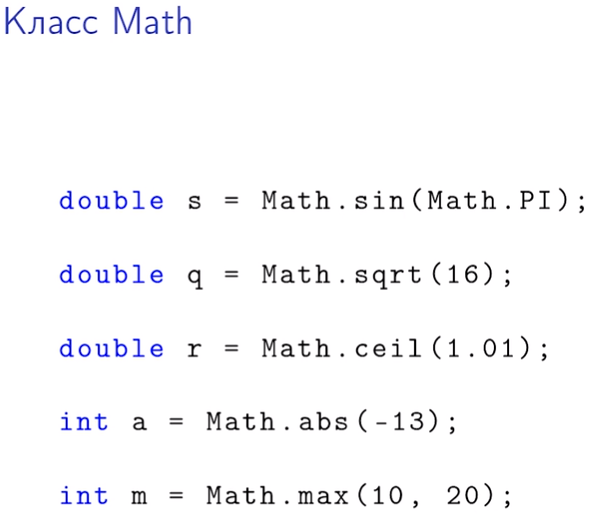 Класс Math
double s = Math.sin(Math.PI);
double q = Math.sqrt(16);
double r = Math.ceil(1.01);
int a = Math.abs(-13);
int m = Math.max(10, 20);